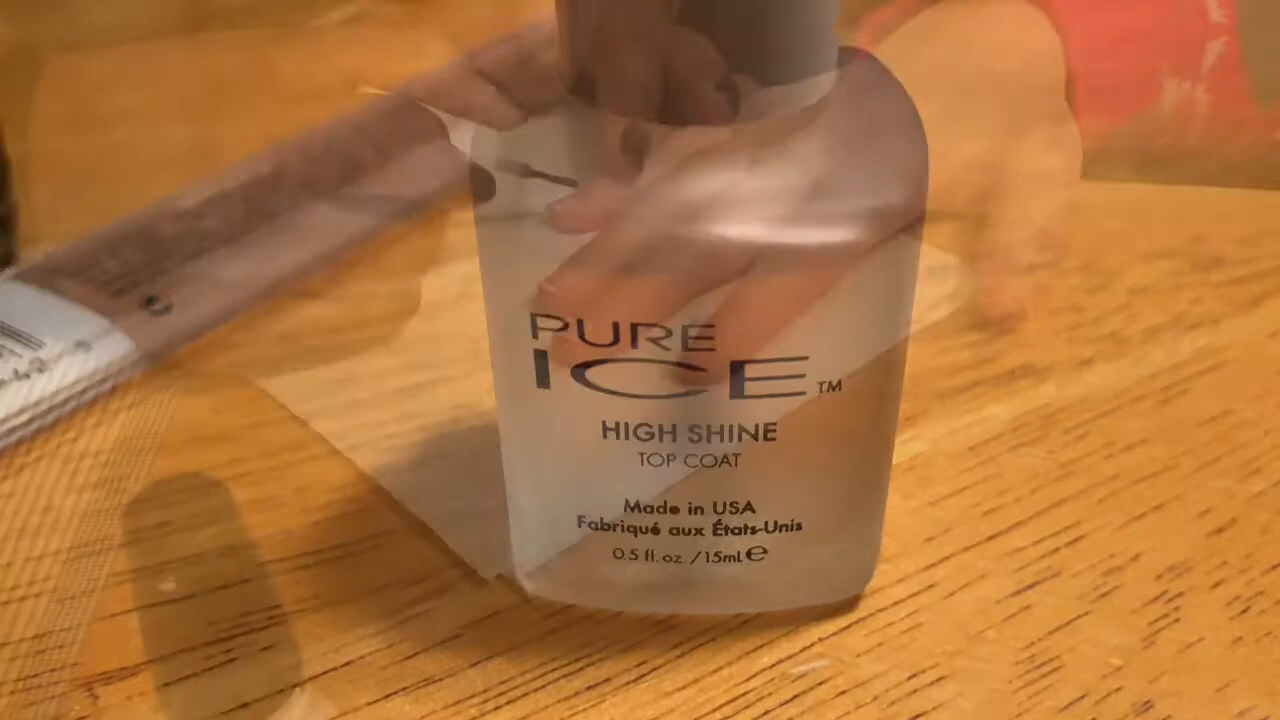 PURE
ICE™
HIGH SHINE
TOP COAT
Made in USA
Fabriqué aux États-Unis
0.5 fl. oz. / 15mL ℮